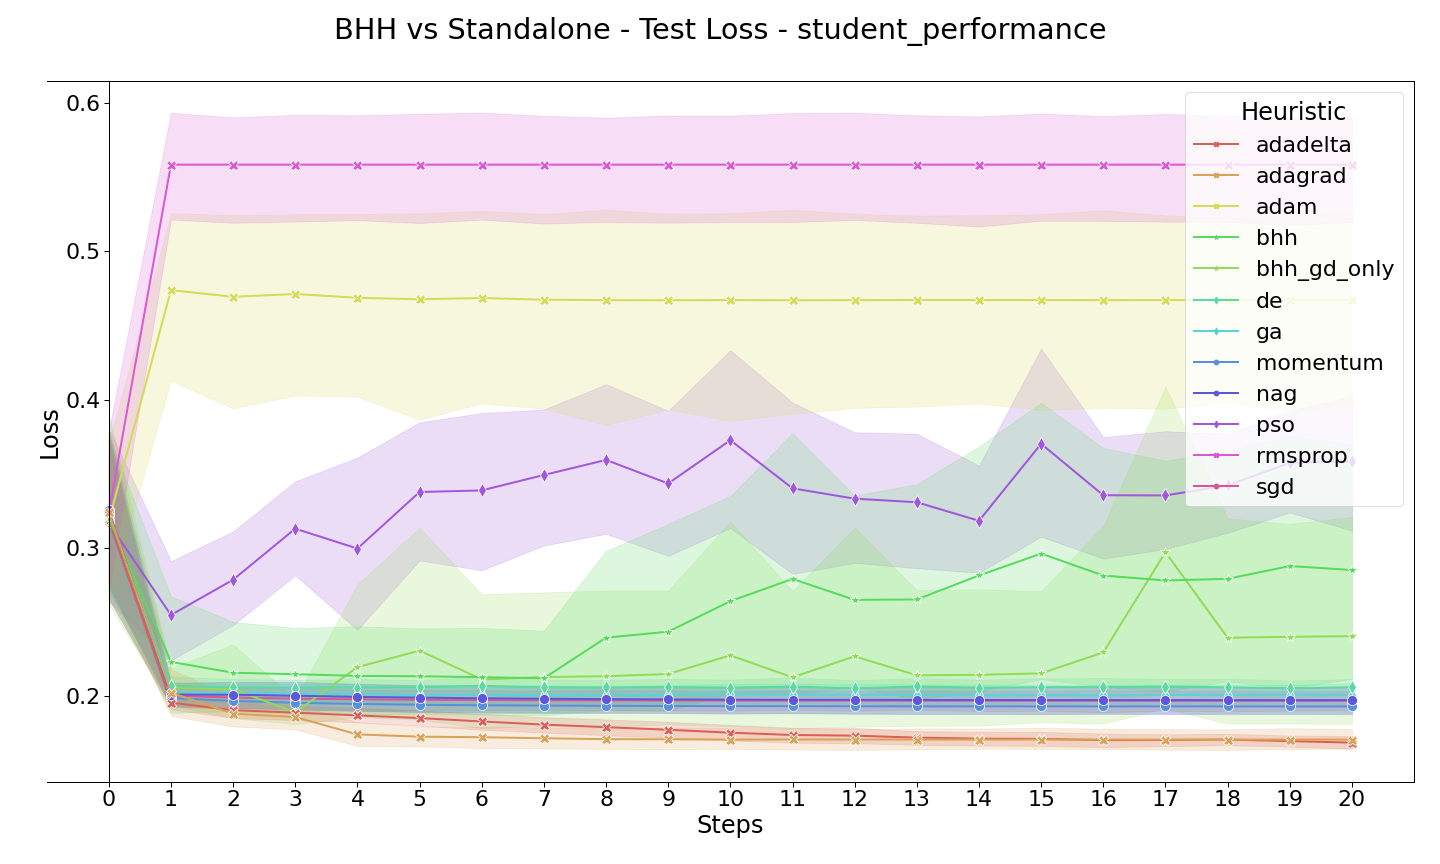 BHH vs Standalone - Test Loss - student_performance
Loss
0.6
0.5
0.4
0.3
0.2
Heuristic
adadelta
adagrad
adam
bhh
bhh_gd_only
de
ga
momentum
nag
pso
rmsprop
sgd
0 1 2 3 4 5 6 7 8 9 10 11 12 13 14 15 16 17 18 19 20
Steps